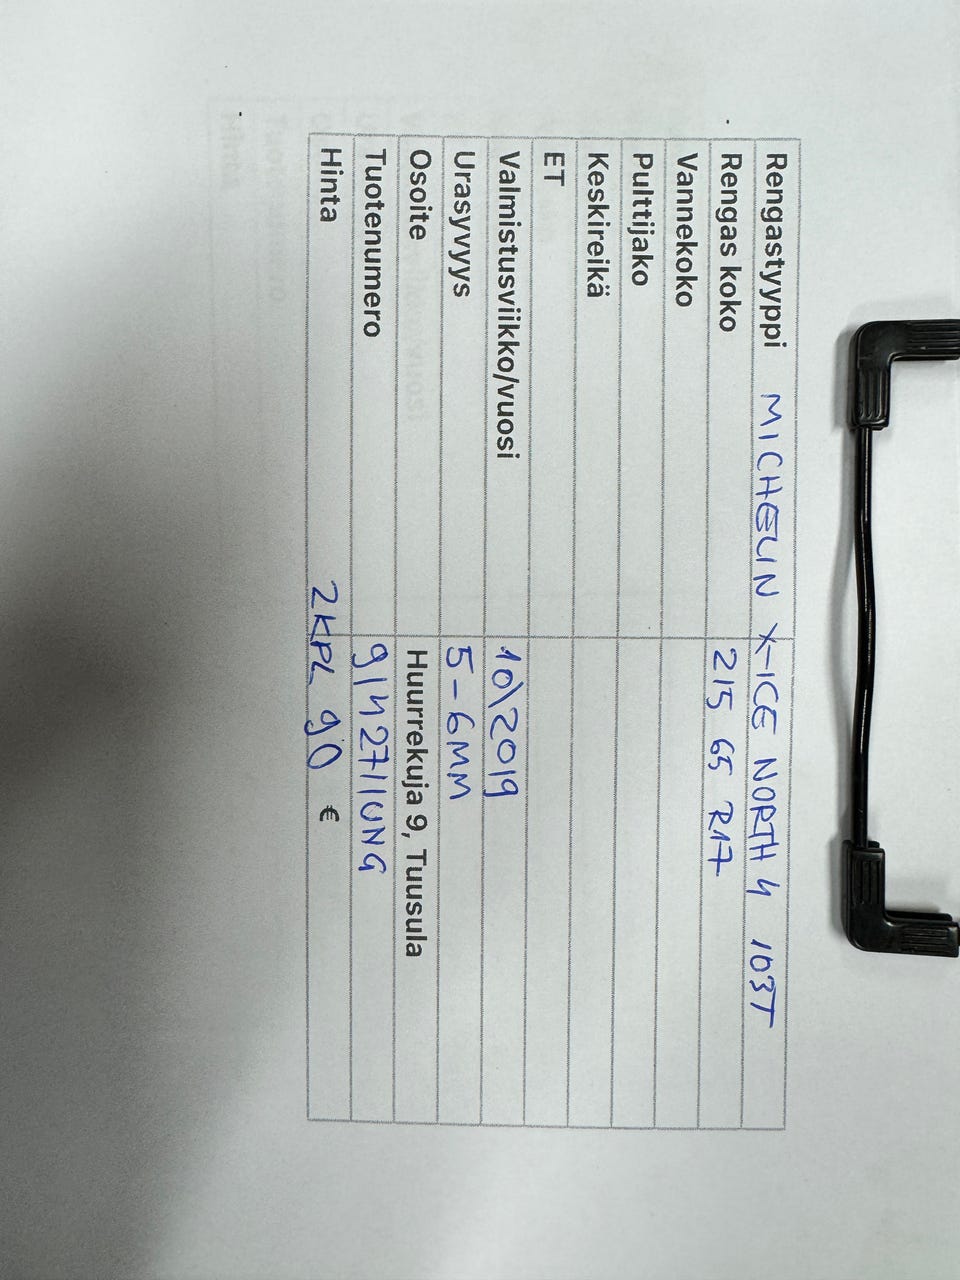 Rengastyyppi MICHELIN X-ICE NORTH 4 103T
Rengas koko 215 65 R17
Vannekoko
Pulttijako
Keskireikä
ET
Valmistusviikko/vuosi 10\2019
Urasyvyys 5-6MM
Osoite Huurrekuja 9, Tuusula
Tuotenumero 91427110NG
Hinta 2KPL 90 €